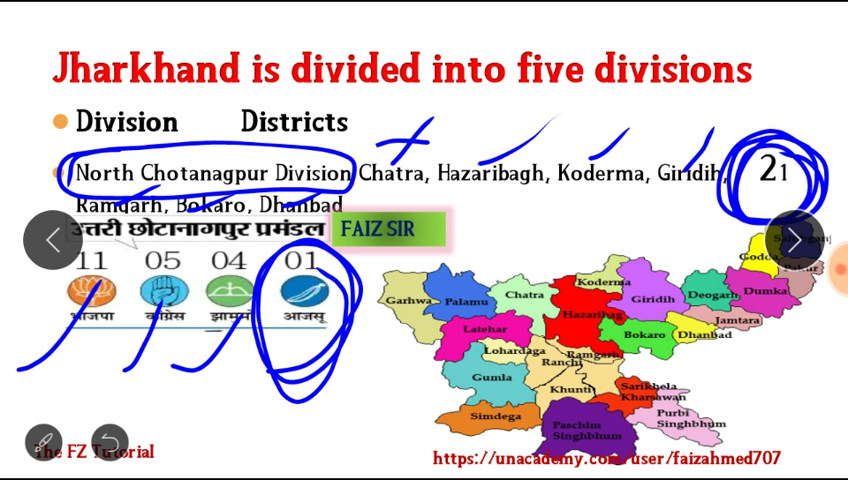 Jharkhand is divided into five divisions
Division Districts
North Chotanagpur Division Chatra, Hazaribagh, Koderma, Giridih, 21
Ramgarh, Bokaro, Dhanbad
उत्तरी छोटानागपुर प्रमंडल
FAIZ SIR
11 05 04 01
भाजपा कांग्रेस झामुमो आजसू
Godda
Pakur
Koderma
Garhwa Palamu Chatra Giridih Deogarh Dumka
Hazaribag
Latehar Bokaro Dhanbad Jamtara
Lohardaga Ramgarh
Ranchi
Gumla Khunti Sarikhela
Kharsawan
Simdega Paschim
Singhbhum
Purbi
Singhbhum
The FZ Tutorial
https://unacademy.com/user/faizahmed707